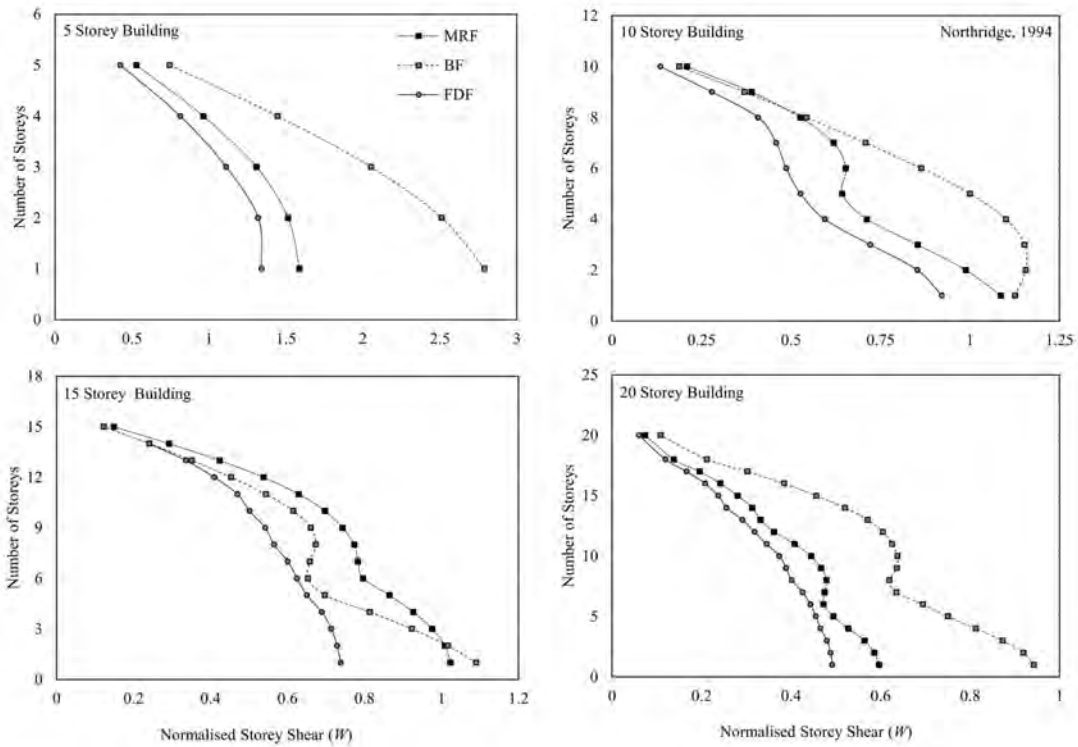 5 Storey Building
MRF
BF
FDF
Number of Storeys
6
5
4
3
2
1
0
0 0.5 1 1.5 2 2.5 3
10 Storey Building Northridge, 1994
Number of Storeys
12
10
8
6
4
2
0
0 0.25 0.5 0.75 1 1.25
15 Storey Building
Number of Storeys
18
15
12
9
6
3
0
0 0.2 0.4 0.6 0.8 1 1.2
Normalised Storey Shear (W)
20 Storey Building
Number of Storeys
25
20
15
10
5
0
0 0.2 0.4 0.6 0.8 1
Normalised Storey Shear (W)